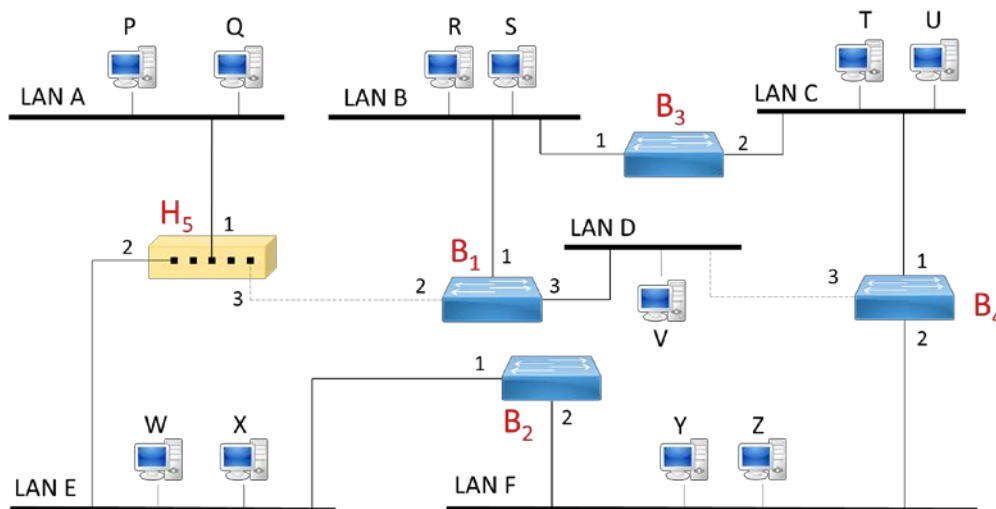 P Q R S T U
LAN A LAN B LAN C
B3
1 2
H5
1
2
3
LAN D
B1
1
2 3
3 1
B4
2
V
1
B2
2
W X Y Z
LAN E LAN F